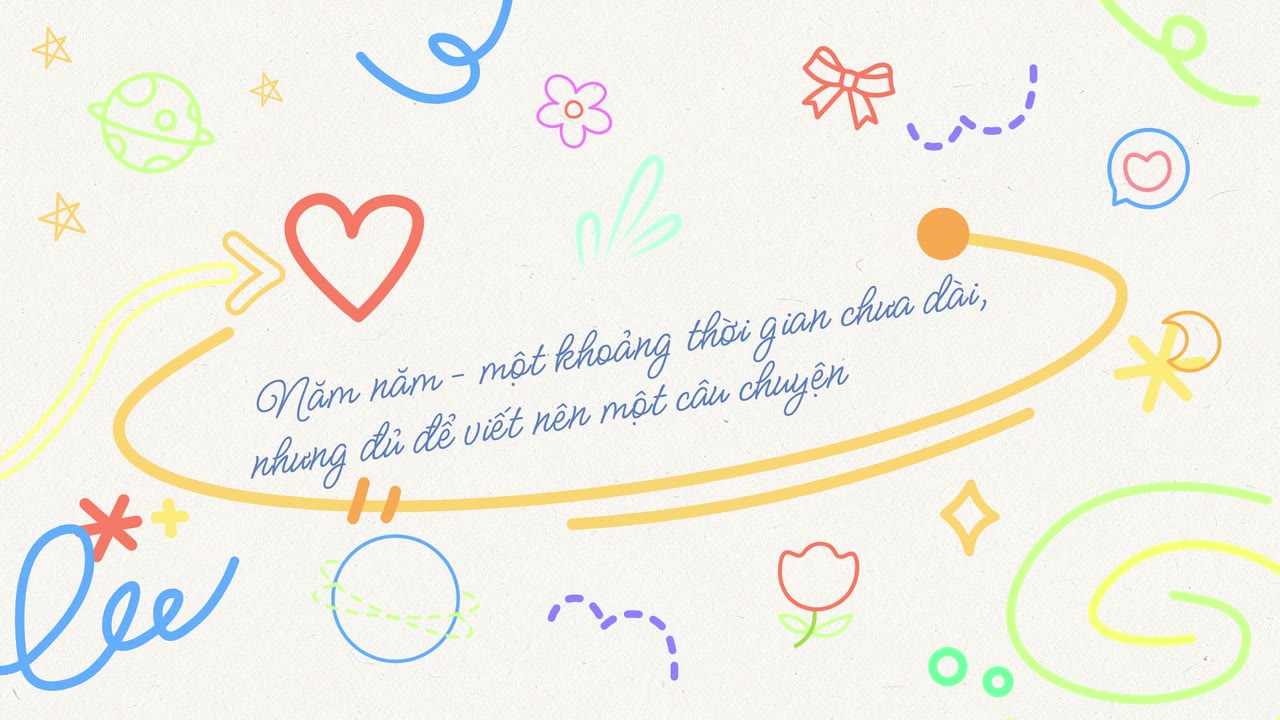 Năm năm - một khoảng thời gian chưa dài,
nhưng đủ để viết nên một câu chuyện